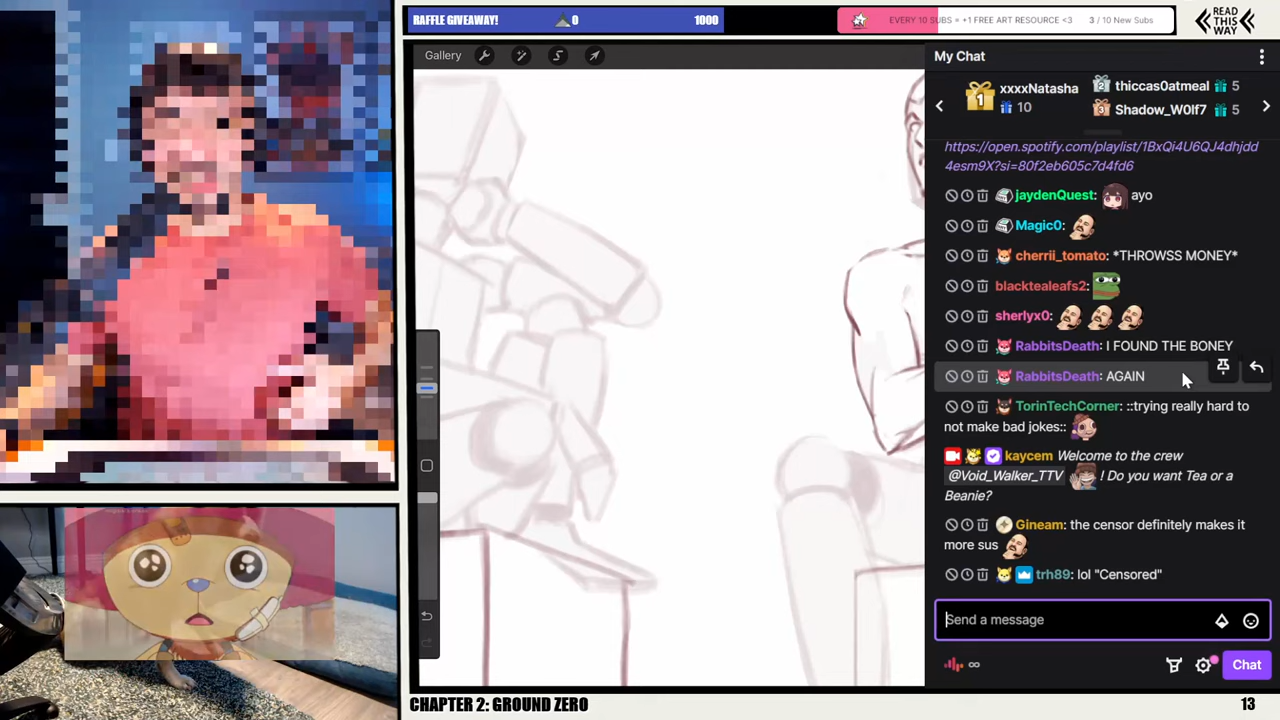 RAFFLE GIVEAWAY!
0
1000
EVERY 10 SUBS = +1 FREE ART RESOURCE <3
3 / 10 New Subs
READ
THIS
WAY
Gallery
My Chat
1
xxxxNatasha
10
2
thiccas0atmeal
5
3
Shadow_W0lf7
5
https://open.spotify.com/playlist/1BxQi4U6QJ4dhjdd
4esm9X?si=80f2eb605c7d4fd6
jaydenQuest: ayo
Magic0:
cherrii_tomato: *THROWSS MONEY*
blacktealeafs2:
sherlyx0:
RabbitsDeath: I FOUND THE BONEY
RabbitsDeath: AGAIN
TorinTechCorner: ::trying really hard to
not make bad jokes::
kaycem Welcome to the crew
@Void_Walker_TTV ! Do you want Tea or a
Beanie?
Gineam: the censor definitely makes it
more sus
trh89: lol "Censored"
Send a message
Chat
CHAPTER 2: GROUND ZERO
13